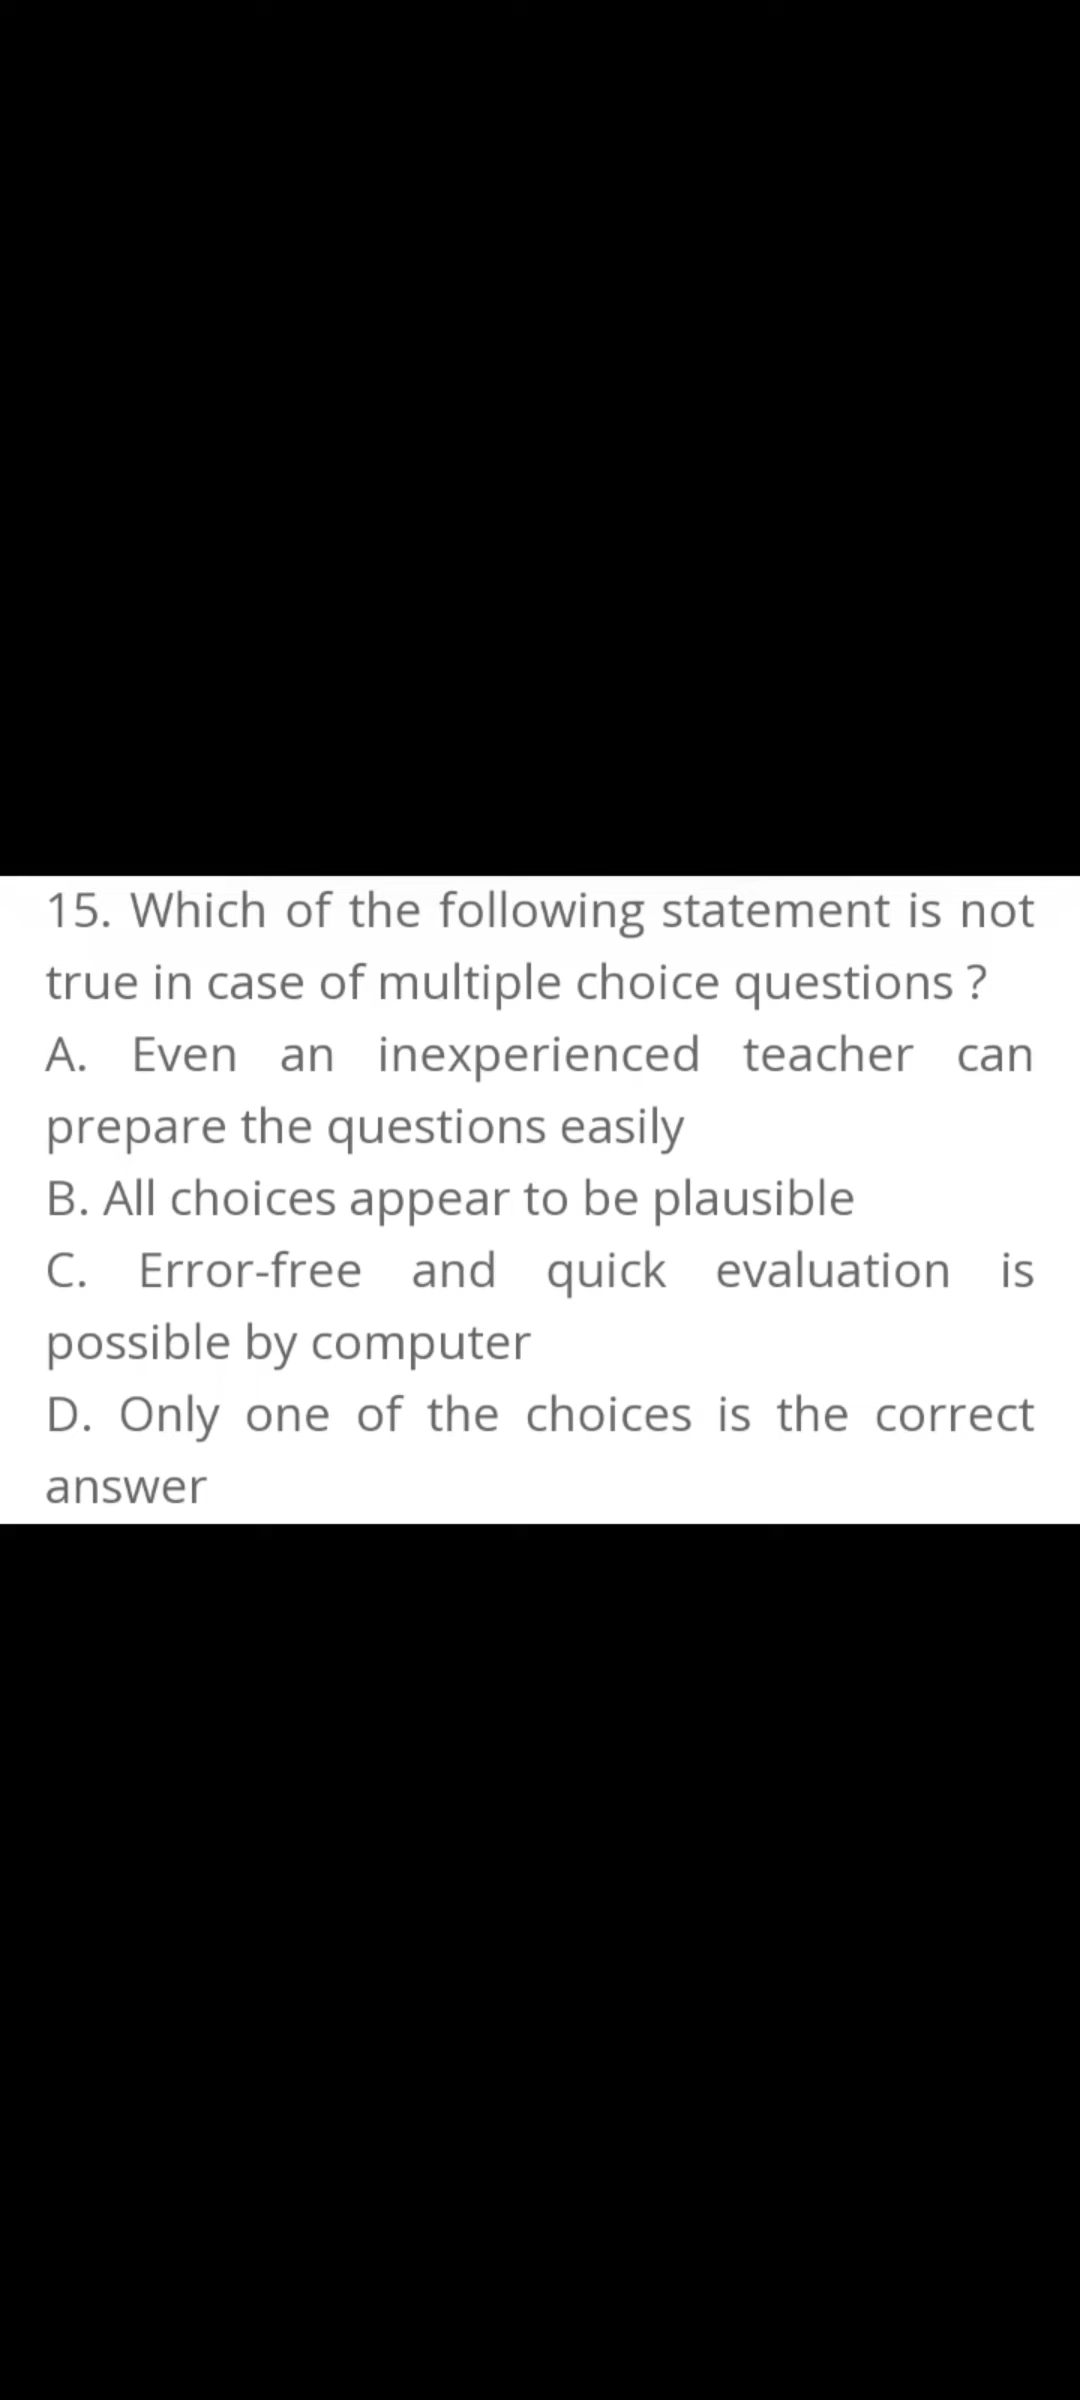 15. Which of the following statement is not
true in case of multiple choice questions ?
A. Even an inexperienced teacher can
prepare the questions easily
B. All choices appear to be plausible
C. Error-free and quick evaluation is
possible by computer
D. Only one of the choices is the correct
answer